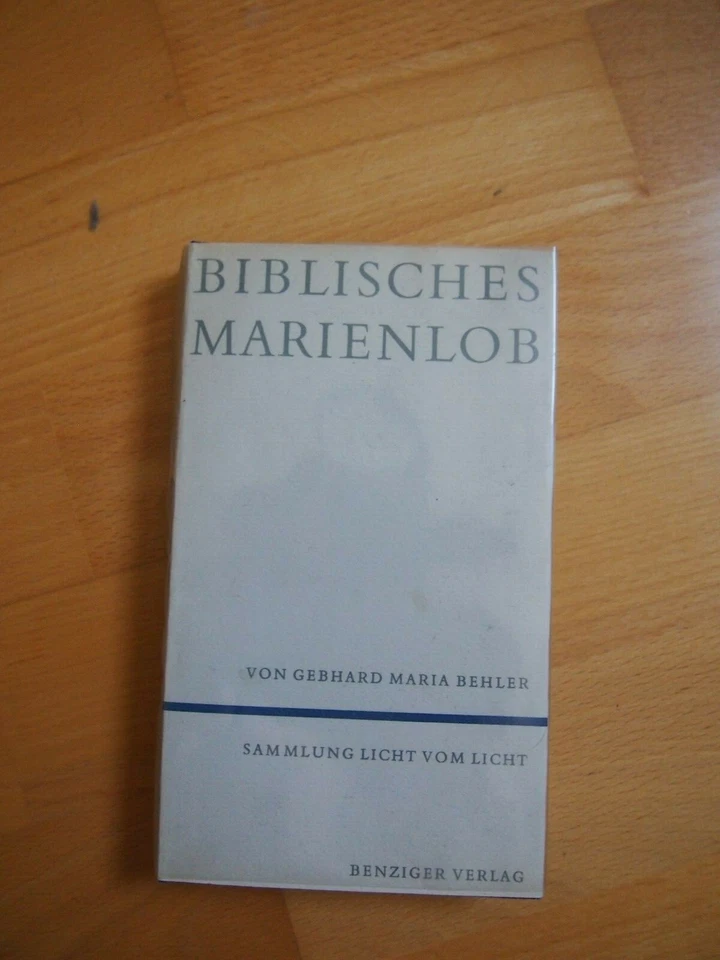 BIBLISCHES
MARIENLOB
VON GEBHARD MARIA BEHLER
SAMMLUNG LICHT VOM LICHT
BENZIGER VERLAG